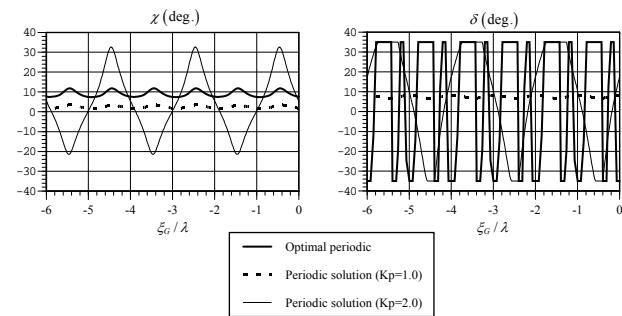 χ (deg.)
δ (deg.)
40
30
20
10
0
10
20
30
40
-6 -5 -4 -3 -2 -1 0
ξG / λ
40
30
20
10
0
10
20
30
40
-6 -5 -4 -3 -2 -1 0
ξG / λ
Optimal periodic
Periodic solution (Kp=1.0)
Periodic solution (Kp=2.0)